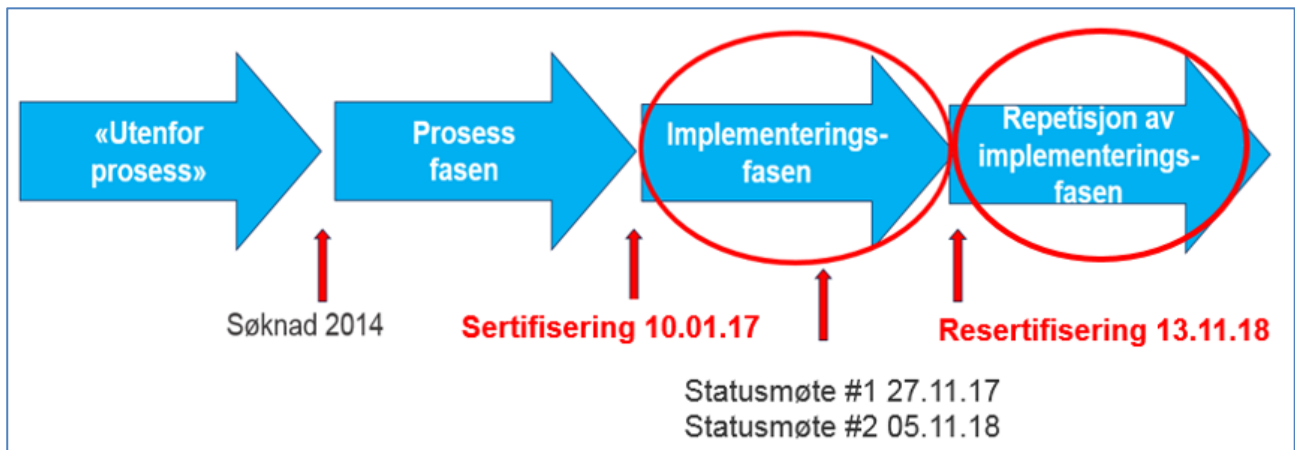 «Utenfor
prosess»
Prosess
fasen
Implementerings-
fasen
Repetisjon av
implementerings-
fasen
Søknad 2014
Sertifisering 10.01.17
Resertifisering 13.11.18
Statusmøte #1 27.11.17
Statusmøte #2 05.11.18